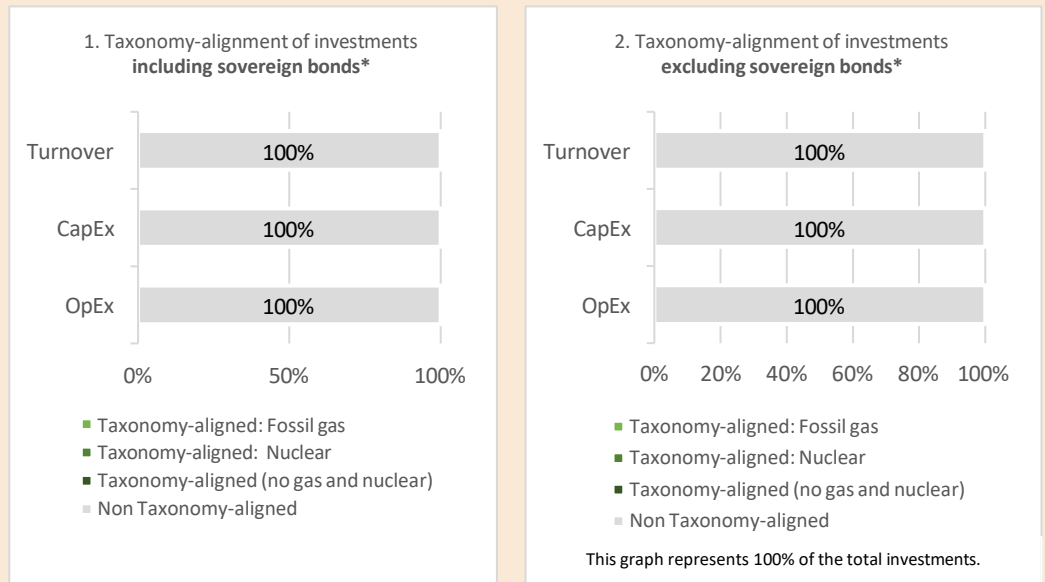 1. Taxonomy-alignment of investments
including sovereign bonds*
Turnover
100%
CapEx
100%
OpEx
100%
0%
50%
100%
Taxonomy-aligned: Fossil gas
Taxonomy-aligned: Nuclear
Taxonomy-aligned (no gas and nuclear)
Non Taxonomy-aligned
2. Taxonomy-alignment of investments
excluding sovereign bonds*
Turnover
100%
CapEx
100%
OpEx
100%
0%
20%
40%
60%
80%
100%
Taxonomy-aligned: Fossil gas
Taxonomy-aligned: Nuclear
Taxonomy-aligned (no gas and nuclear)
Non Taxonomy-aligned
This graph represents 100% of the total investments.